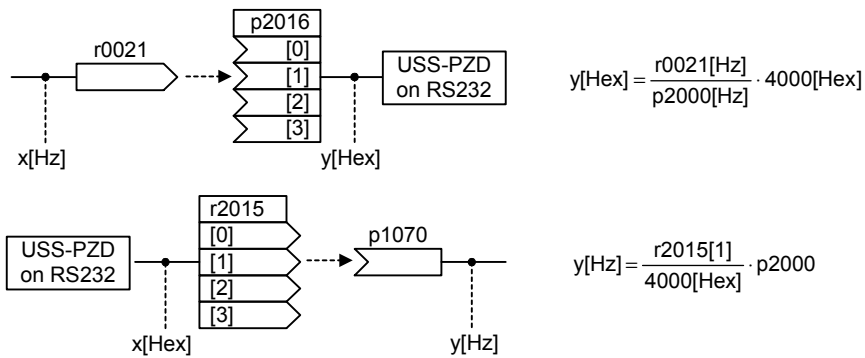 p2016
r0021
[0]
[1]
[2]
[3]
USS-PZD
on RS232
x[Hz]
y[Hex]
y[Hex] = r0021[Hz] / p2000[Hz] · 4000[Hex]
r2015
[0]
[1]
[2]
[3]
USS-PZD
on RS232
p1070
x[Hex]
y[Hz]
y[Hz] = r2015[1] / 4000[Hex] · p2000